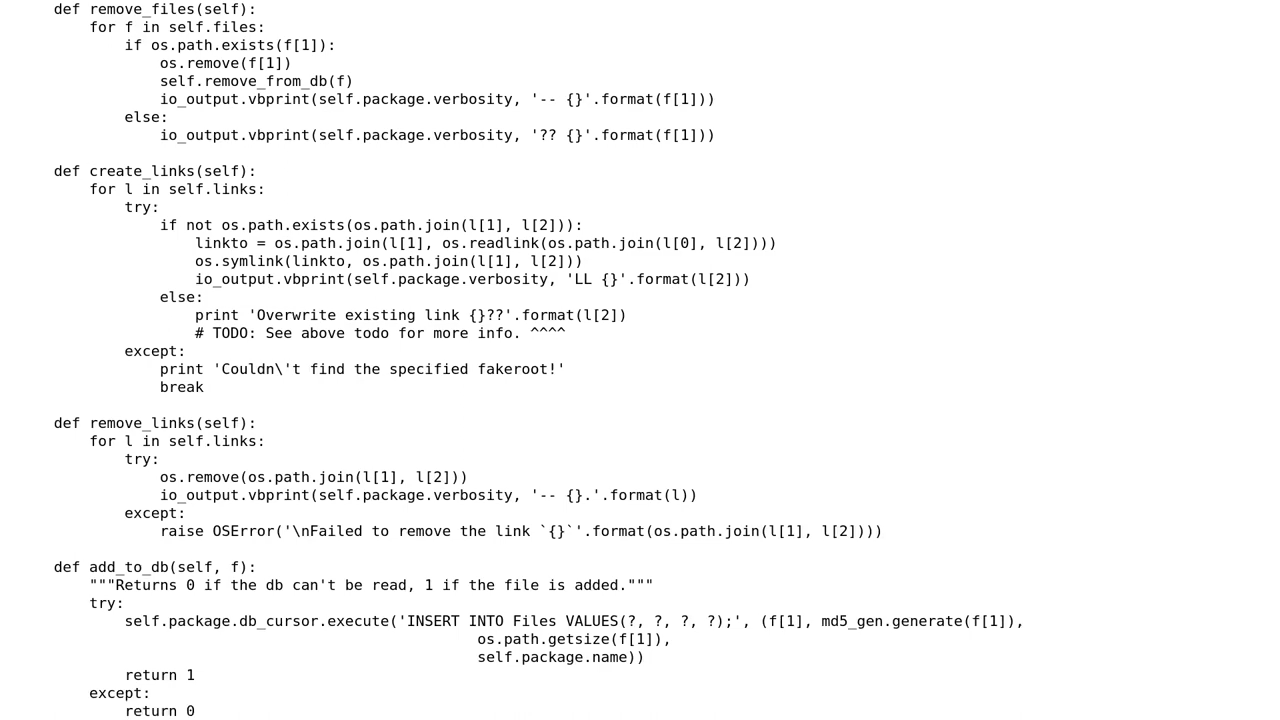 def remove_files(self):
    for f in self.files:
        if os.path.exists(f[1]):
            os.remove(f[1])
            self.remove_from_db(f)
            io_output.vbprint(self.package.verbosity, '-- {}'.format(f[1]))
        else:
            io_output.vbprint(self.package.verbosity, '?? {}'.format(f[1]))

def create_links(self):
    for l in self.links:
        try:
            if not os.path.exists(os.path.join(l[1], l[2])):
                linkto = os.path.join(l[1], os.readlink(os.path.join(l[0], l[2])))
                os.symlink(linkto, os.path.join(l[1], l[2]))
                io_output.vbprint(self.package.verbosity, 'LL {}'.format(l[2]))
            else:
                print 'Overwrite existing link {}??'.format(l[2])
                # TODO: See above todo for more info. ^^^^
        except:
            print 'Couldn\'t find the specified fakeroot!'
            break

def remove_links(self):
    for l in self.links:
        try:
            os.remove(os.path.join(l[1], l[2]))
            io_output.vbprint(self.package.verbosity, '-- {}.'.format(l))
        except:
            raise OSError('\nFailed to remove the link `{}`'.format(os.path.join(l[1], l[2])))

def add_to_db(self, f):
    """Returns 0 if the db can't be read, 1 if the file is added."""
    try:
        self.package.db_cursor.execute('INSERT INTO Files VALUES(?, ?, ?, ?);', (f[1], md5_gen.generate(f[1]),
                                                os.path.getsize(f[1]),
                                                self.package.name))
        return 1
    except:
        return 0